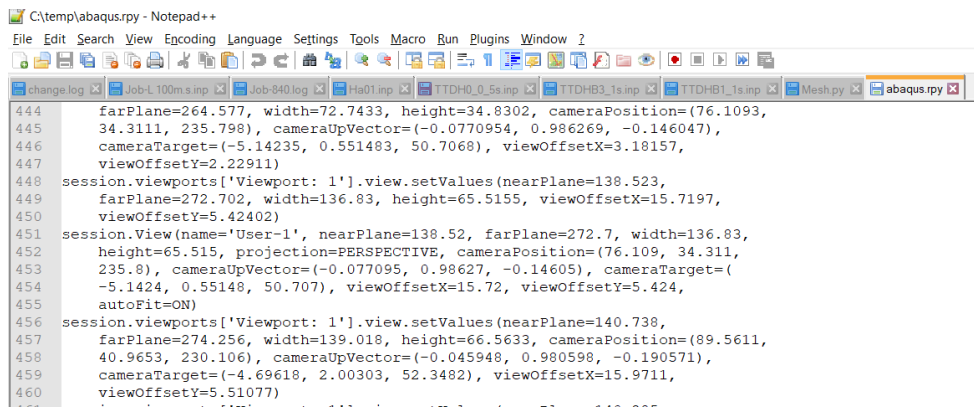 C:\temp\abaqus.rpy - Notepad++
File Edit Search View Encoding Language Settings Tools Macro Run Plugins Window ?
change.log Job-L 100m.s.inp Job-840.log Ha01.inp TTDH0_0_5s.inp TTDHB3_1s.inp TTDHB1_1s.inp Mesh.py abaqus.rpy
444 farPlane=264.577, width=72.7433, height=34.8302, cameraPosition=(76.1093,
445 34.3111, 235.798), cameraUpVector=(-0.0770954, 0.986269, -0.146047),
446 cameraTarget=(-5.14235, 0.551483, 50.7068), viewOffsetX=3.18157,
447 viewOffsetY=2.22911)
448 session.viewports['Viewport: 1'].view.setValues(nearPlane=138.523,
449 farPlane=272.702, width=136.83, height=65.5155, viewOffsetX=15.7197,
450 viewOffsetY=5.42402)
451 session.View(name='User-1', nearPlane=138.52, farPlane=272.7, width=136.83,
452 height=65.515, projection=PERSPECTIVE, cameraPosition=(76.109, 34.311,
453 235.8), cameraUpVector=(-0.077095, 0.98627, -0.14605), cameraTarget=(
454 -5.1424, 0.55148, 50.707), viewOffsetX=15.72, viewOffsetY=5.424,
455 autoFit=ON)
456 session.viewports['Viewport: 1'].view.setValues(nearPlane=140.738,
457 farPlane=274.256, width=139.018, height=66.5633, cameraPosition=(89.5611,
458 40.9653, 230.106), cameraUpVector=(-0.045948, 0.980598, -0.190571),
459 cameraTarget=(-4.69618, 2.00303, 52.3482), viewOffsetX=15.9711,
460 viewOffsetY=5.51077)